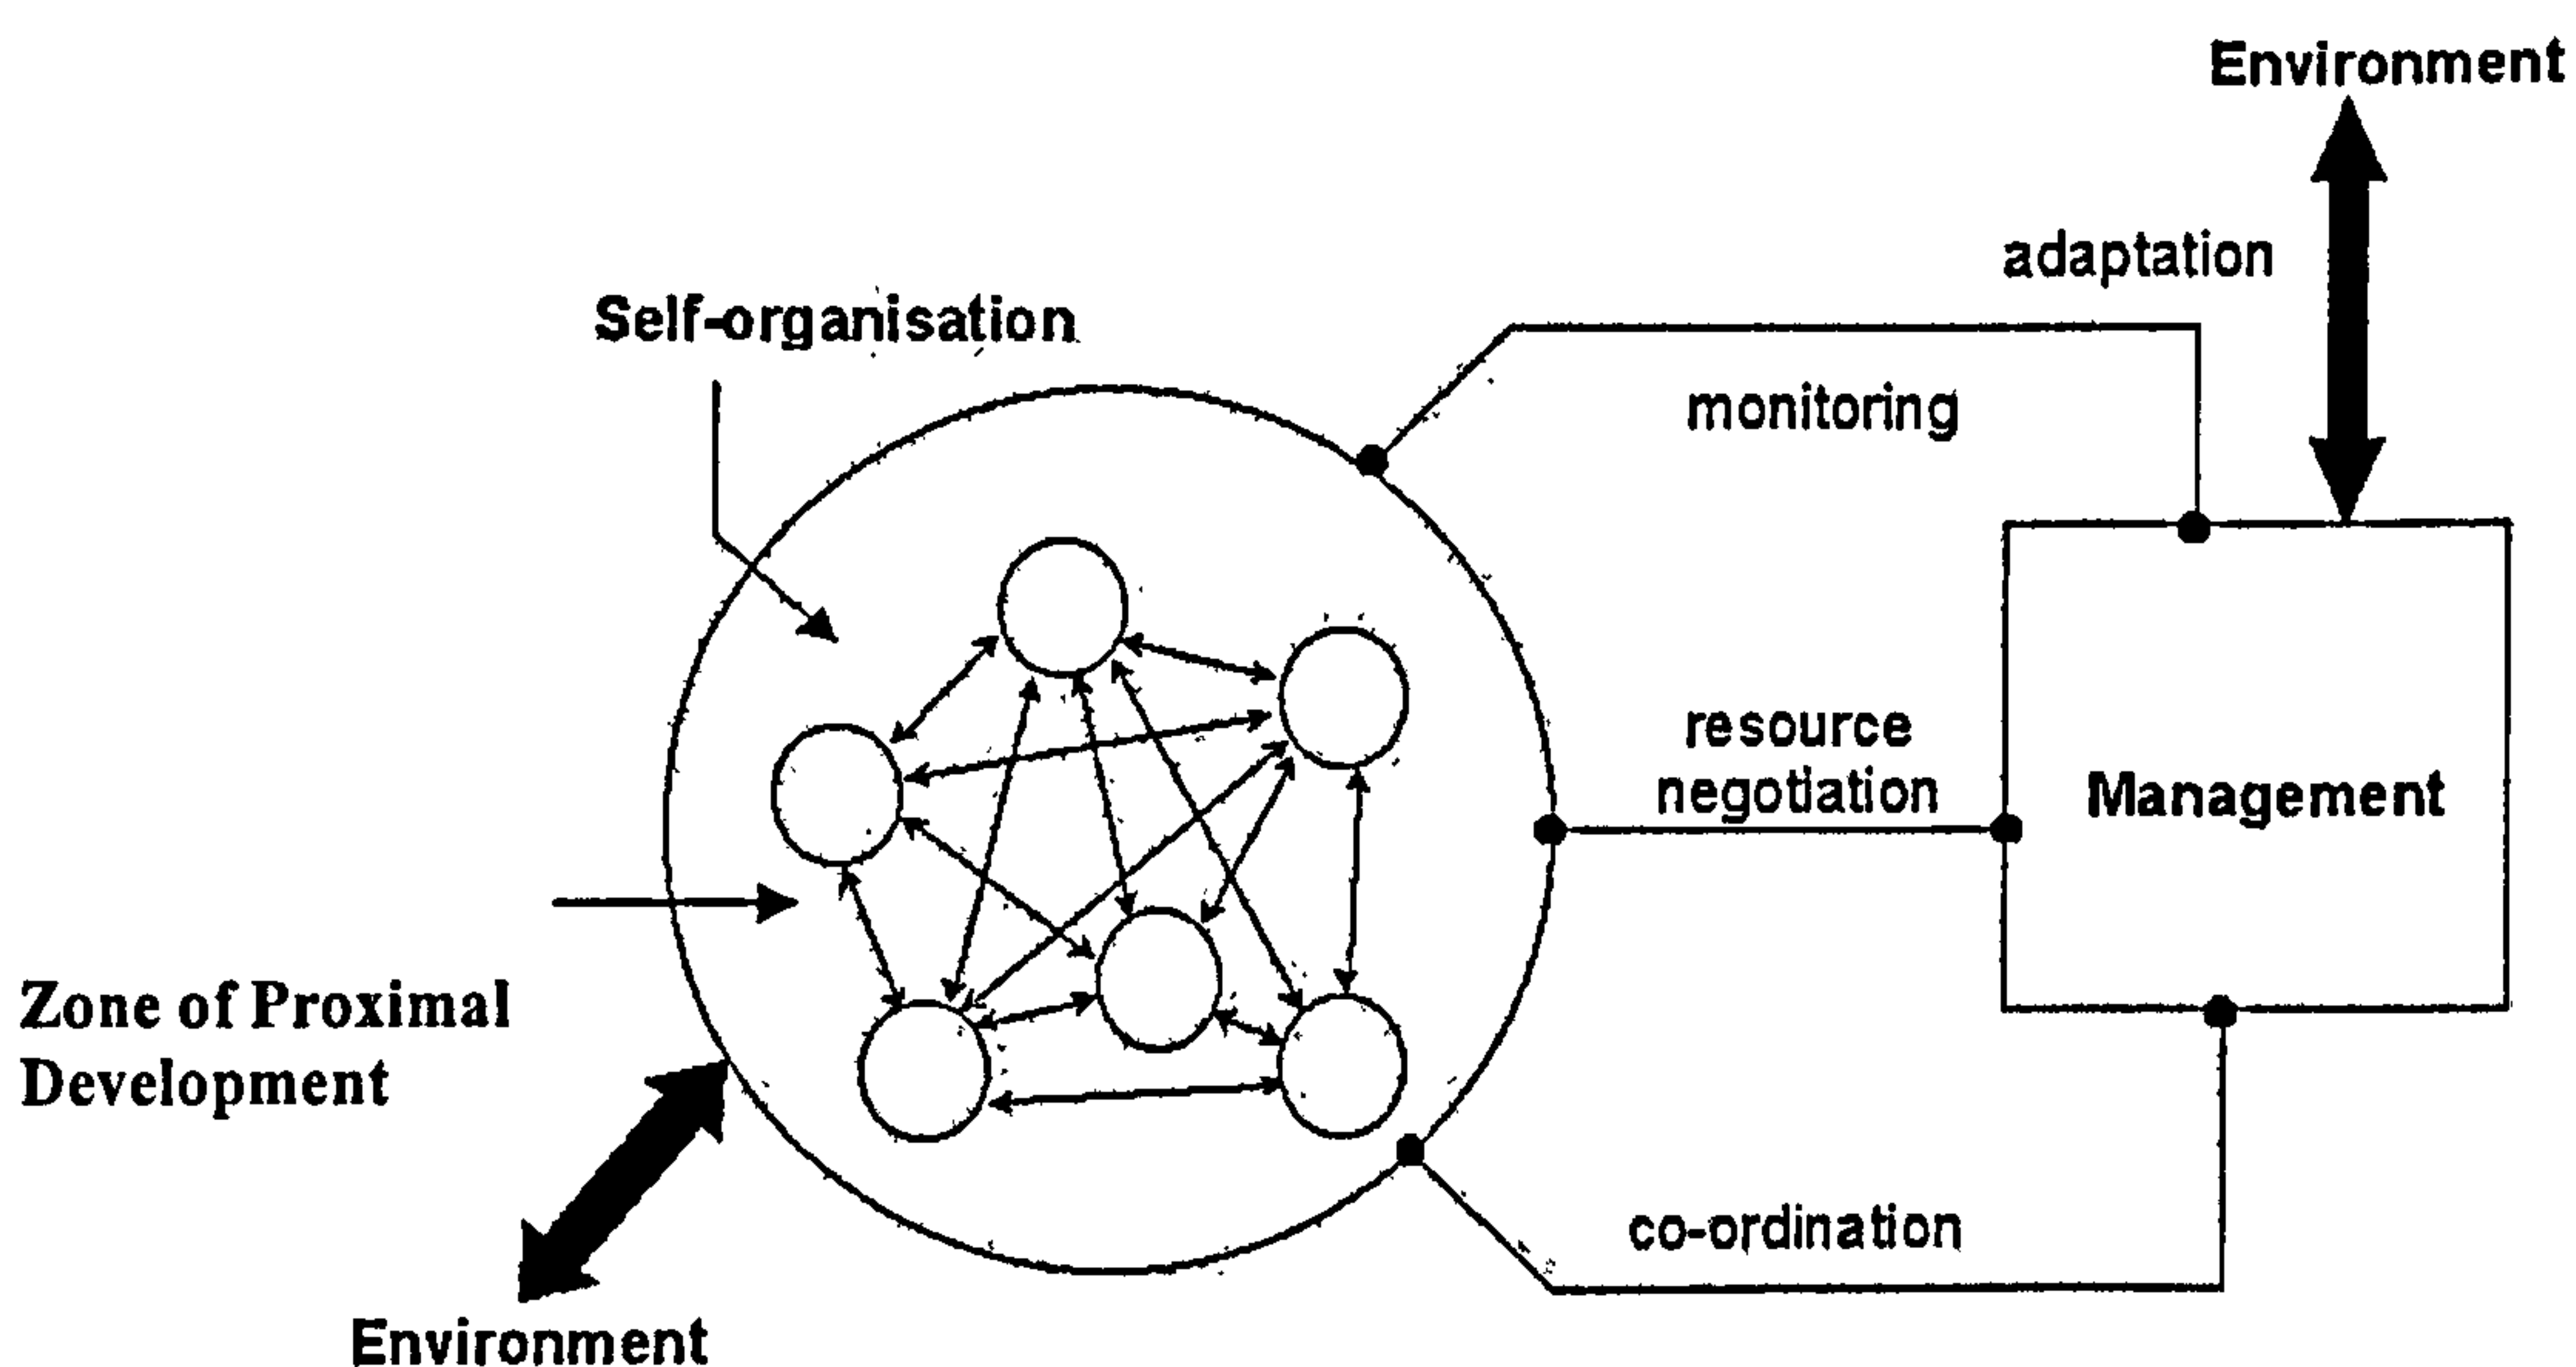 Environment
adaptation
Self-organisation
monitoring
resource
negotiation
Management
Zone of Proximal
Development
co-ordination
Environment